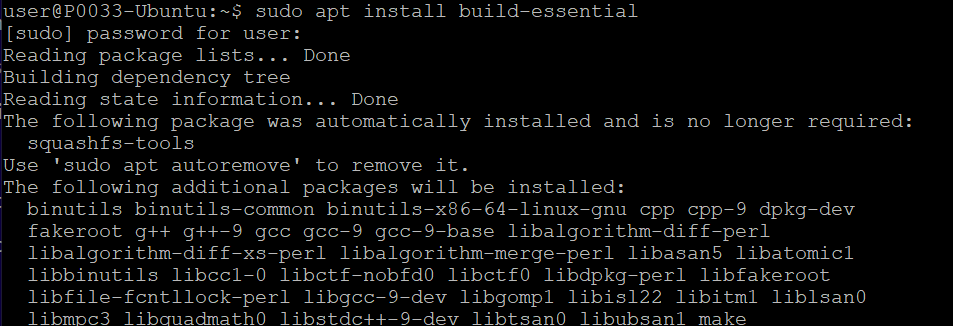 user@P0033-Ubuntu:~$ sudo apt install build-essential
[sudo] password for user:
Reading package lists... Done
Building dependency tree
Reading state information... Done
The following package was automatically installed and is no longer required:
  squashfs-tools
Use 'sudo apt autoremove' to remove it.
The following additional packages will be installed:
  binutils binutils-common binutils-x86-64-linux-gnu cpp cpp-9 dpkg-dev
  fakeroot g++ g++-9 gcc gcc-9 gcc-9-base libalgorithm-diff-perl
  libalgorithm-diff-xs-perl libalgorithm-merge-perl libasan5 libatomic1
  libbinutils libcc1-0 libctf-nobfd0 libctf0 libdpkg-perl libfakeroot
  libfile-fcntllock-perl libgcc-9-dev libgomp1 libisl22 libitm1 liblsan0
  libmpc3 libquadmath0 libstdc++-9-dev libtsan0 libubsan1 make